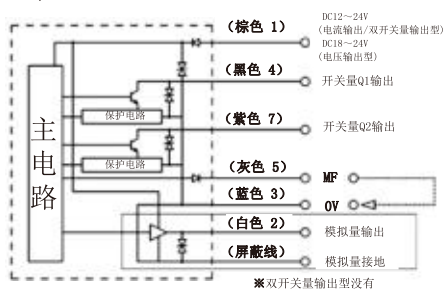 (棕色 1)
DC12～24V
(电流输出/双开关量输出型)
DC18～24V
(电压输出型)
(黑色 4)
开关量Q1输出
保护电路
(紫色 7)
开关量Q2输出
主电路
保护电路
(灰色 5)
MF
(蓝色 3)
0V
(白色 2)
模拟量输出
(屏蔽线)
模拟量接地
※双开关量输出型没有